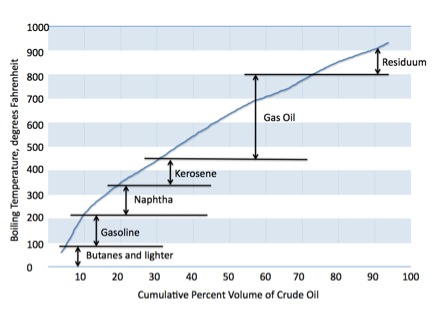 1000
900
800
700
600
500
400
300
200
100
0
Boiling Temperature, degrees Fahrenheit
Residuum
Gas Oil
Kerosene
Naphtha
Gasoline
Butanes and lighter
10 20 30 40 50 60 70 80 90 100
Cumulative Percent Volume of Crude Oil